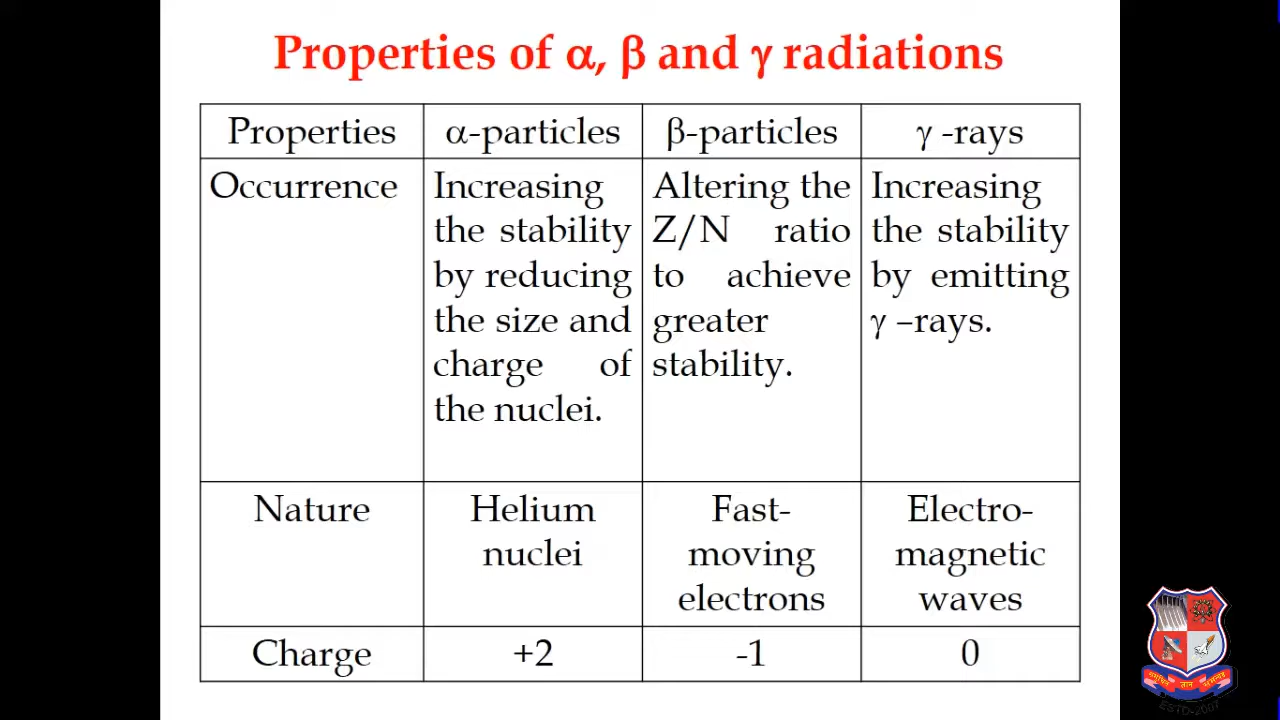 Properties of α, β and γ radiations
Properties
α-particles
β-particles
γ -rays
Occurrence
Increasing
the stability
by reducing
the size and
charge of
the nuclei.
Altering the
Z/N ratio
to achieve
greater
stability.
Increasing
the stability
by emitting
γ –rays.
Nature
Helium
nuclei
Fast-
moving
electrons
Electro-
magnetic
waves
Charge
+2
-1
0
ज्ञान
ESTD-2007